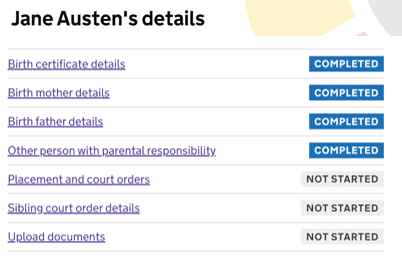 Jane Austen's details
Birth certificate details COMPLETED
Birth mother details COMPLETED
Birth father details COMPLETED
Other person with parental responsibility COMPLETED
Placement and court orders NOT STARTED
Sibling court order details NOT STARTED
Upload documents NOT STARTED